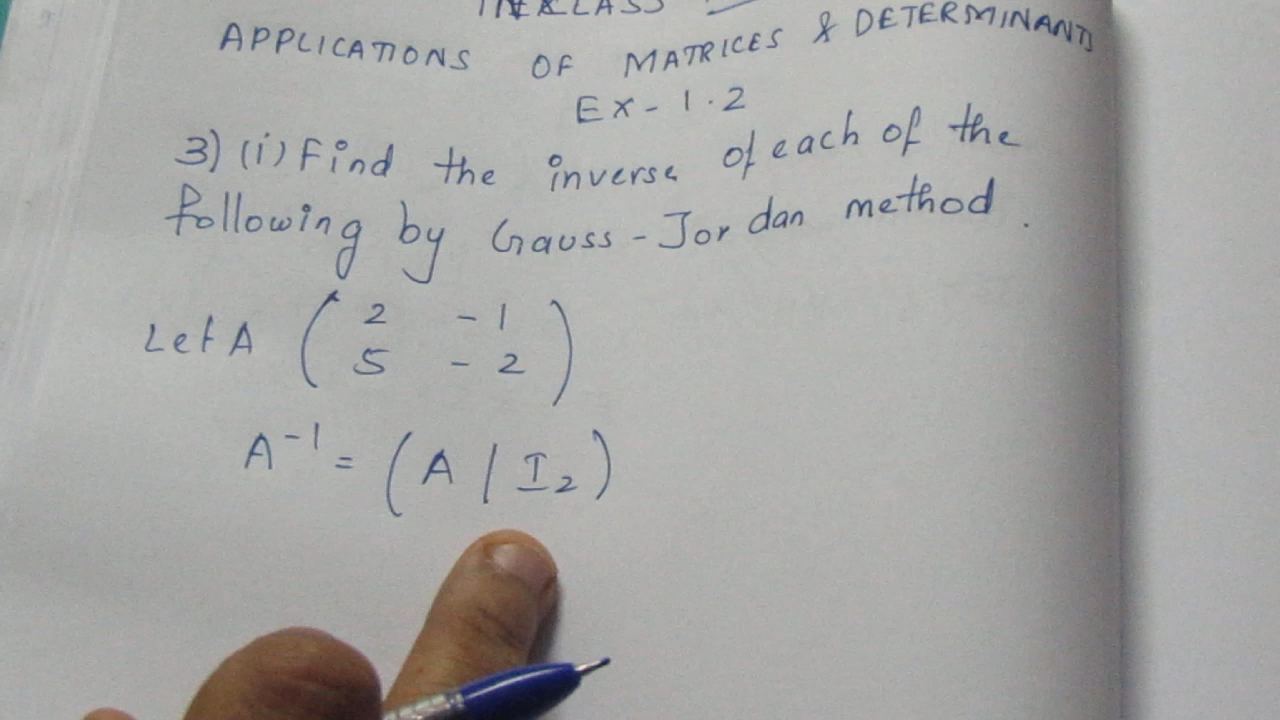 CLASS
APPLICATIONS OF MATRICES & DETERMINANTS
EX - 1.2
3) (i) Find the inverse of each of the
following by Gauss - Jordan method.
Let A ( 2 -1
5 -2 )
A⁻¹ = ( A | I₂ )